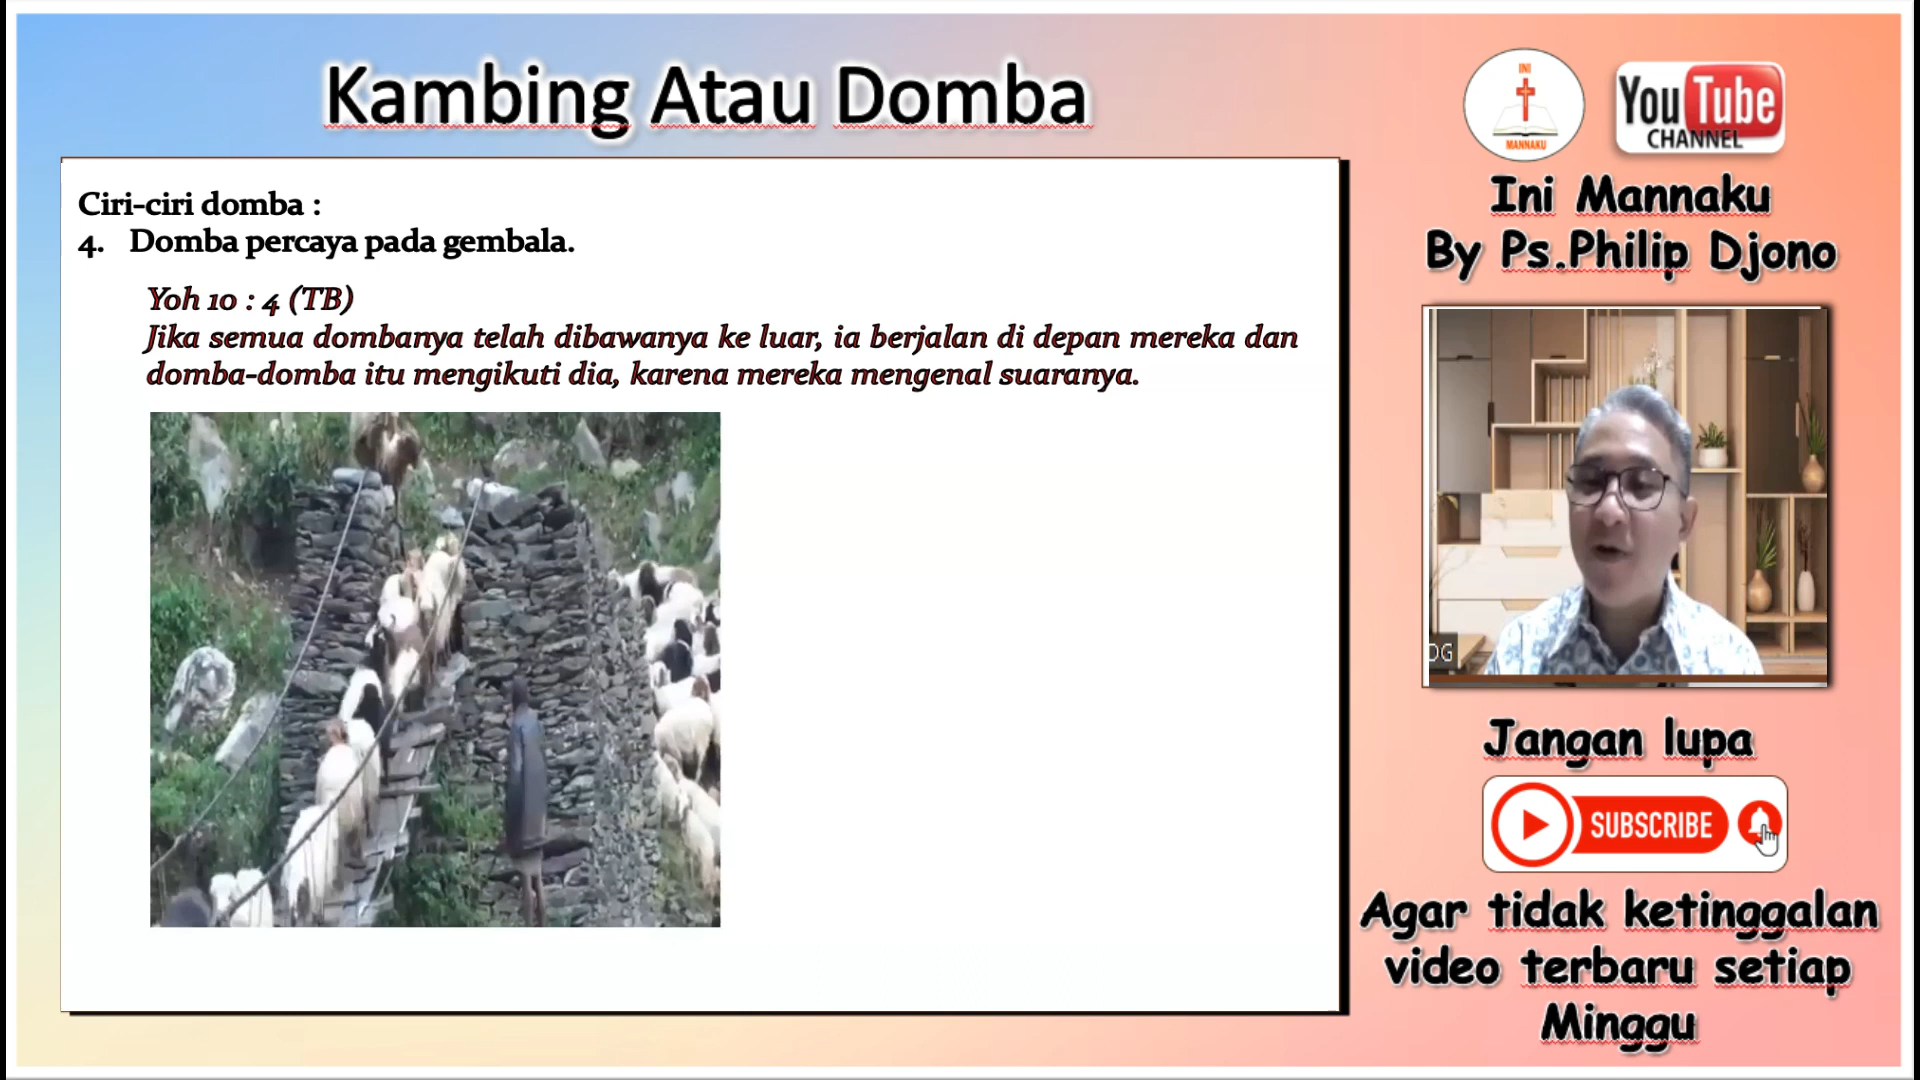 Kambing Atau Domba
Ciri-ciri domba :
4. Domba percaya pada gembala.
Yoh 10 : 4 (TB)
Jika semua dombanya telah dibawanya ke luar, ia berjalan di depan mereka dan
domba-domba itu mengikuti dia, karena mereka mengenal suaranya.
INI
MANNAKU
YouTube
CHANNEL
Ini Mannaku
By Ps.Philip Djono
DG
Jangan lupa
SUBSCRIBE
Agar tidak ketinggalan
video terbaru setiap
Minggu